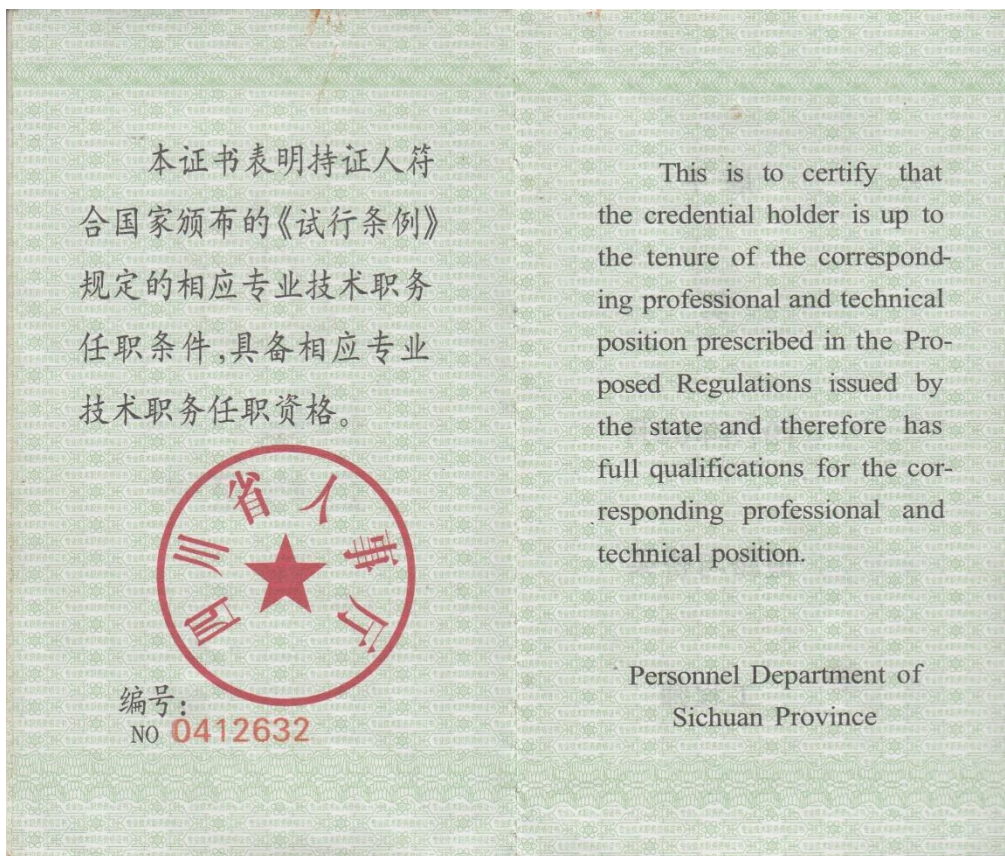 本证书表明持证人符
合国家颁布的《试行条例》
规定的相应专业技术职务
任职条件,具备相应专业
技术职务任职资格。
四川省人事厅
编号:
NO 0412632
This is to certify that
the credential holder is up to
the tenure of the correspond-
ing professional and technical
position prescribed in the Pro-
posed Regulations issued by
the state and therefore has
full qualifications for the cor-
responding professional and
technical position.
Personnel Department of
Sichuan Province